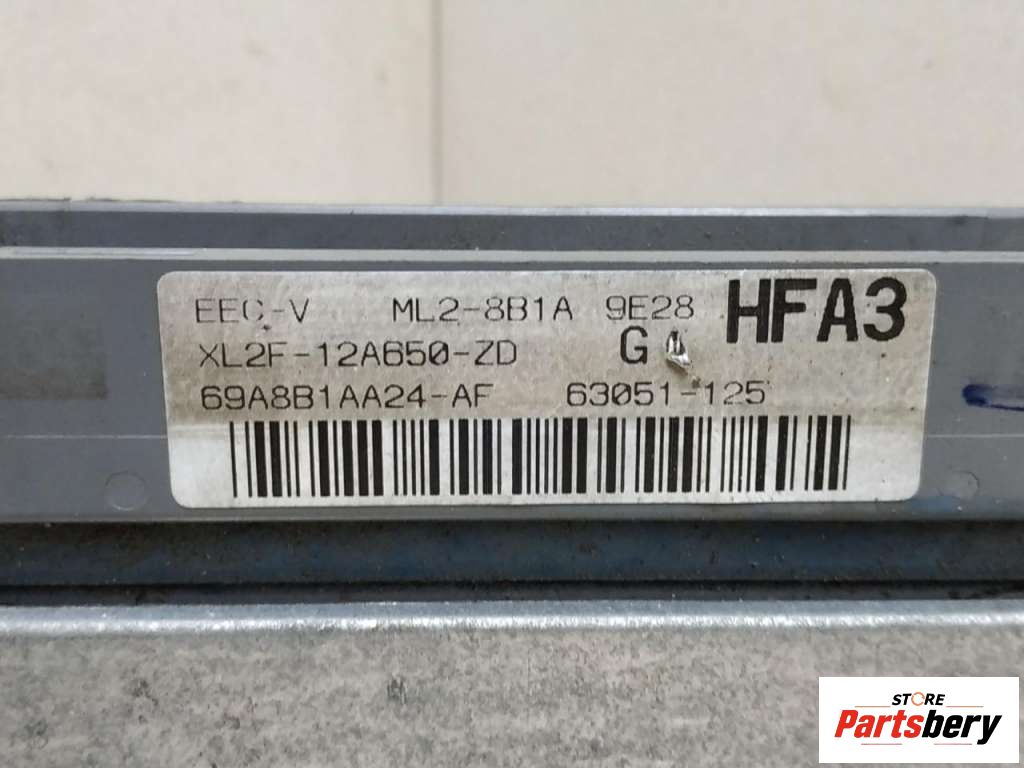 EEC-V ML2-8B1A 9E28 HFA3
XL2F-12A650-ZD G
69A8B1AA24-AF 63051-125
STORE
Partsbery